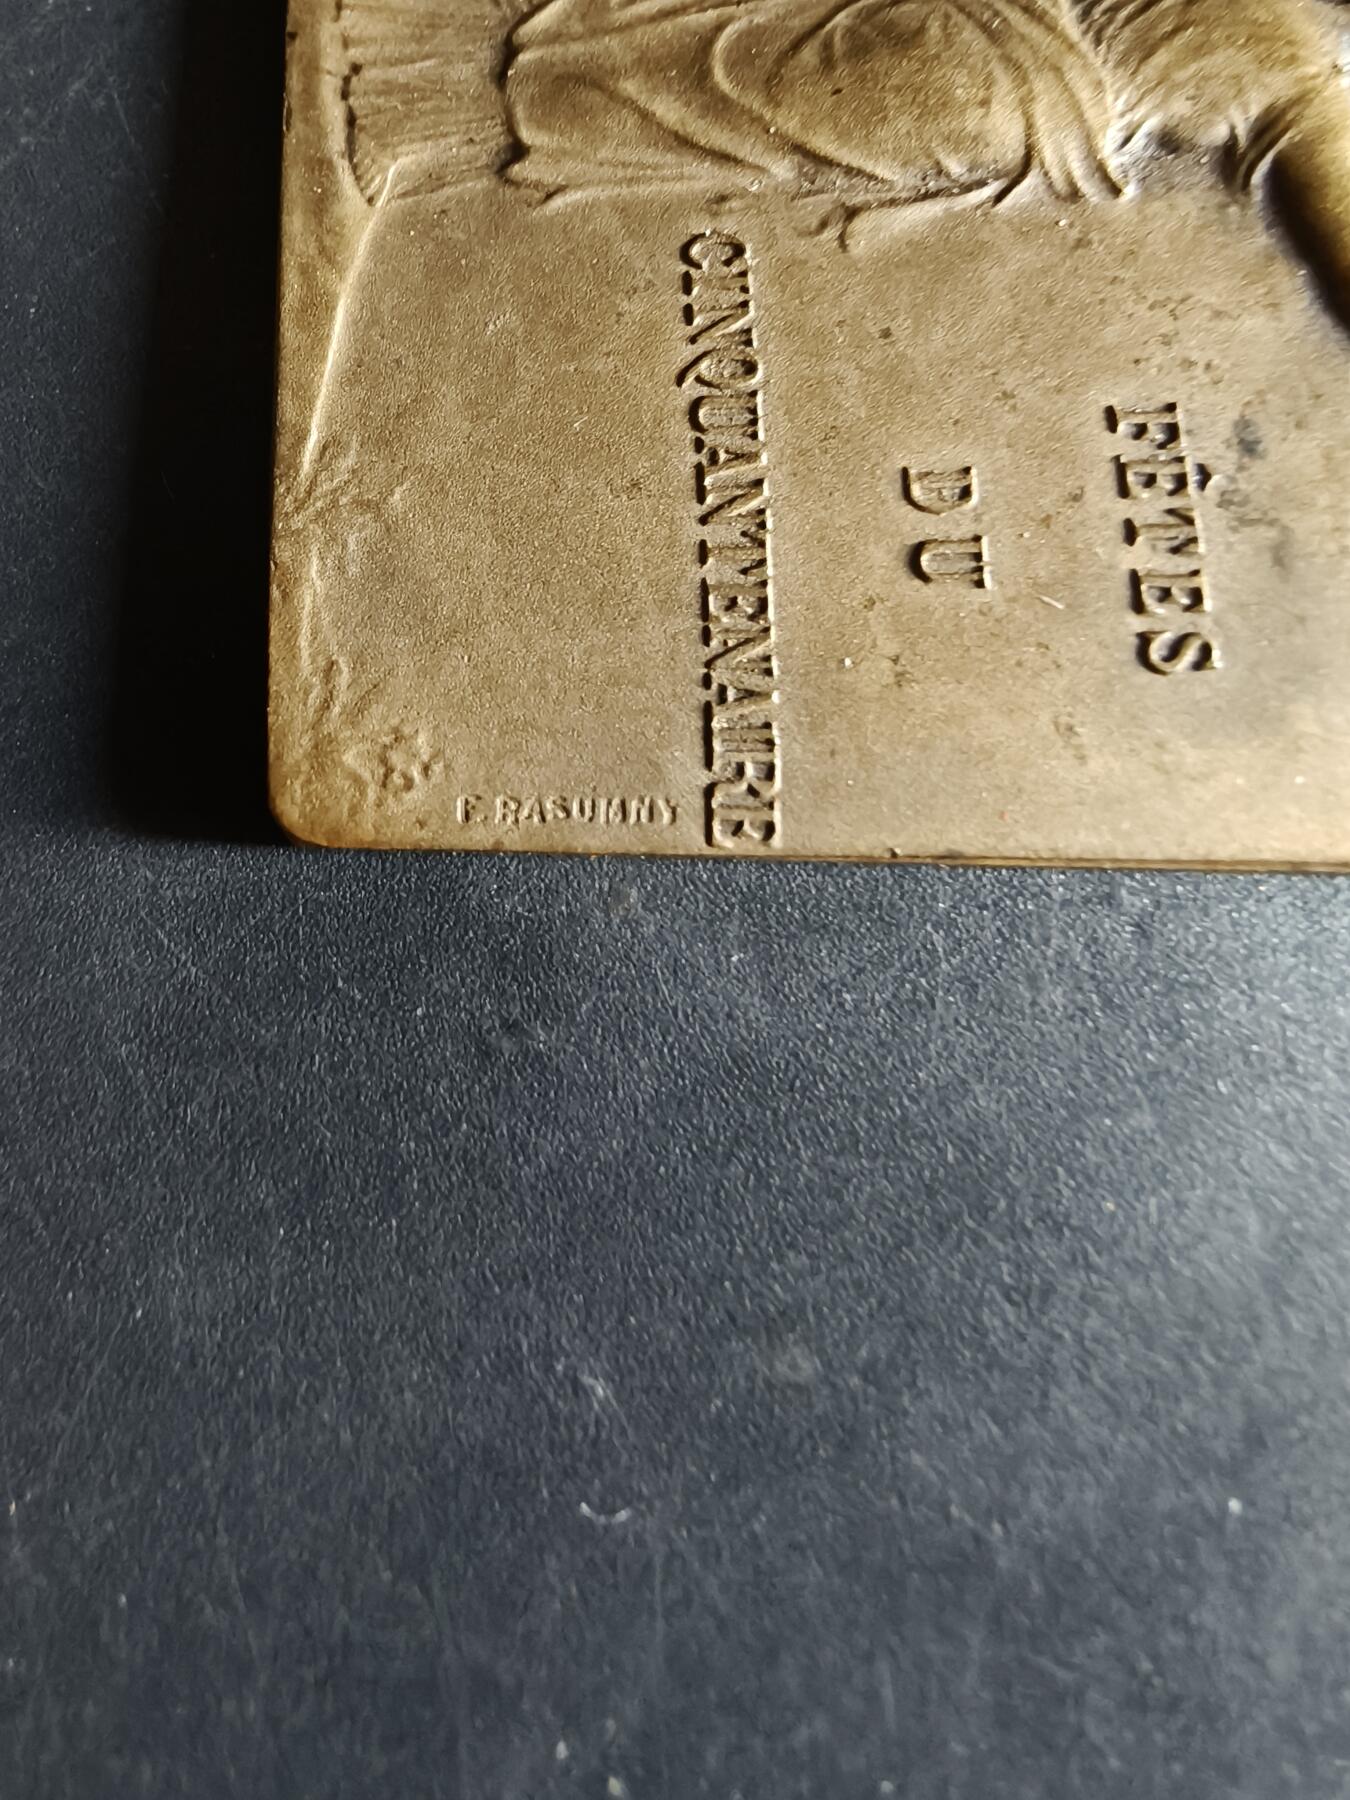 FÊTES
DU
CINQUANTENAIRE
F. RASUMNY